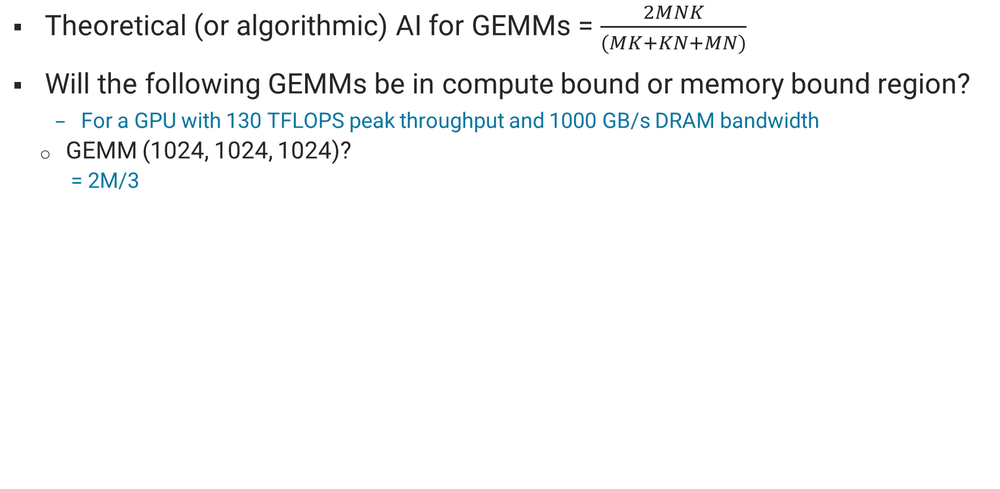 ▪ Theoretical (or algorithmic) AI for GEMMs = \frac{2MNK}{(MK+KN+MN)}
▪ Will the following GEMMs be in compute bound or memory bound region?
– For a GPU with 130 TFLOPS peak throughput and 1000 GB/s DRAM bandwidth
○ GEMM (1024, 1024, 1024)?
= 2M/3